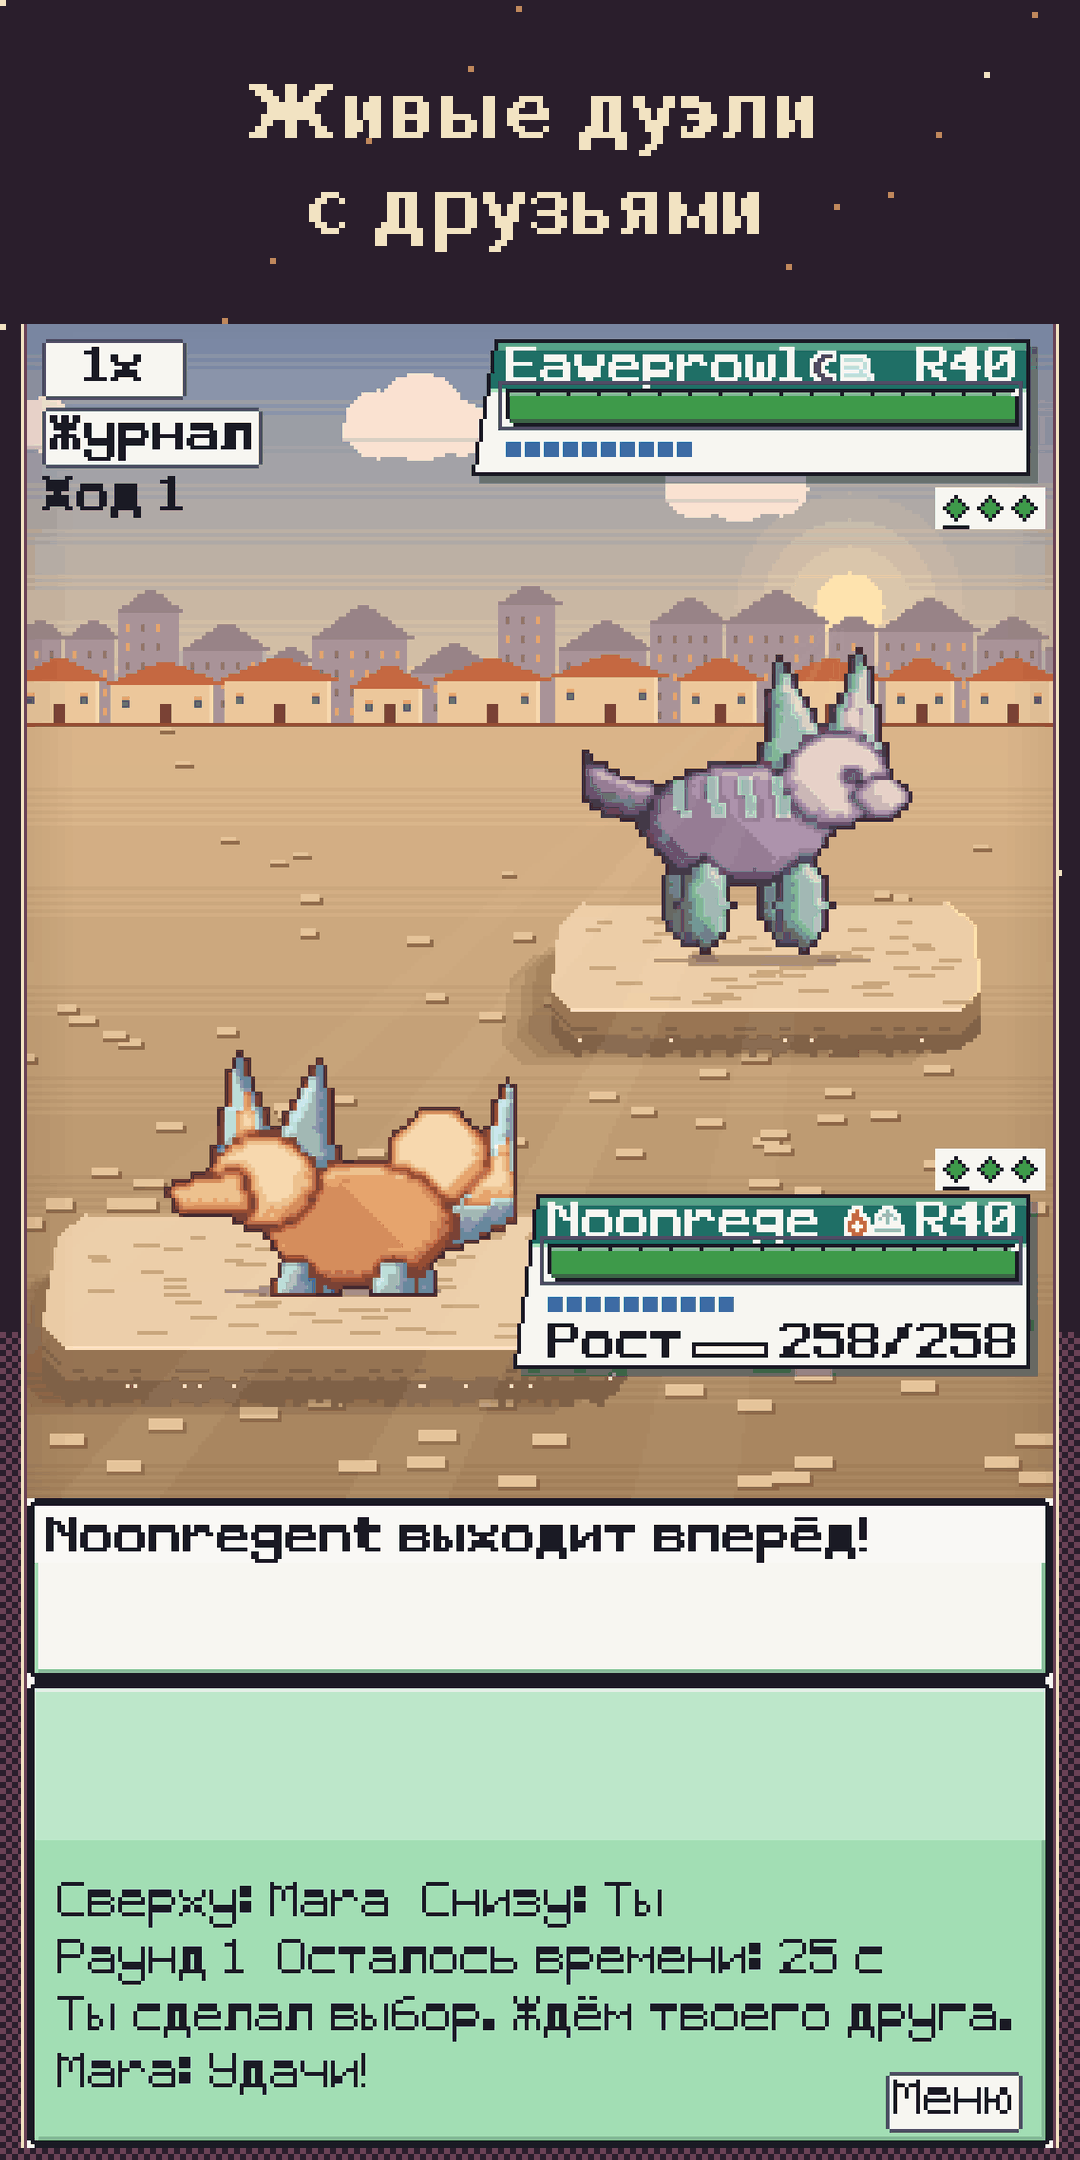 Живые дуэли
с друзьями
1x
Журнал
Ход 1
Eaveprowl R40
Noonrege R40
Рост 258/258
Noonregent выходит вперёд!
Сверху: Mara Снизу: Ты
Раунд 1 Осталось времени: 25 с
Ты сделал выбор. Ждём твоего друга.
Mara: Удачи!
Меню